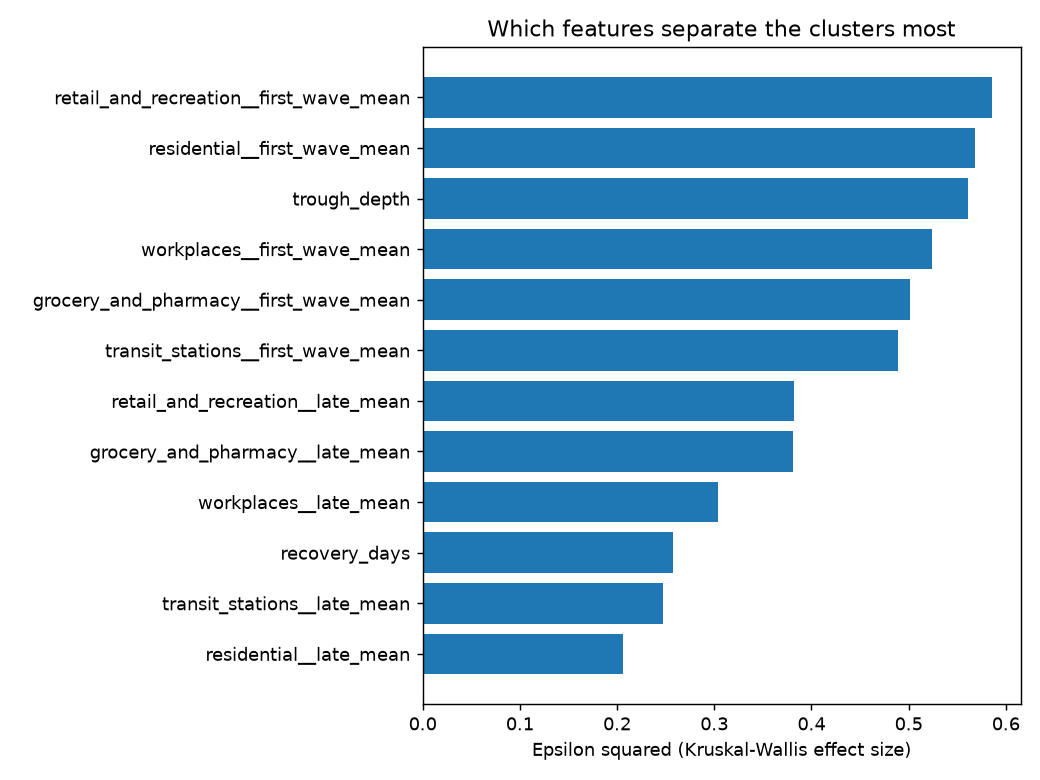 Which features separate the clusters most
retail_and_recreation__first_wave_mean
residential__first_wave_mean
trough_depth
workplaces__first_wave_mean
grocery_and_pharmacy__first_wave_mean
transit_stations__first_wave_mean
retail_and_recreation__late_mean
grocery_and_pharmacy__late_mean
workplaces__late_mean
recovery_days
transit_stations__late_mean
residential__late_mean
0.0 0.1 0.2 0.3 0.4 0.5 0.6
Epsilon squared (Kruskal-Wallis effect size)